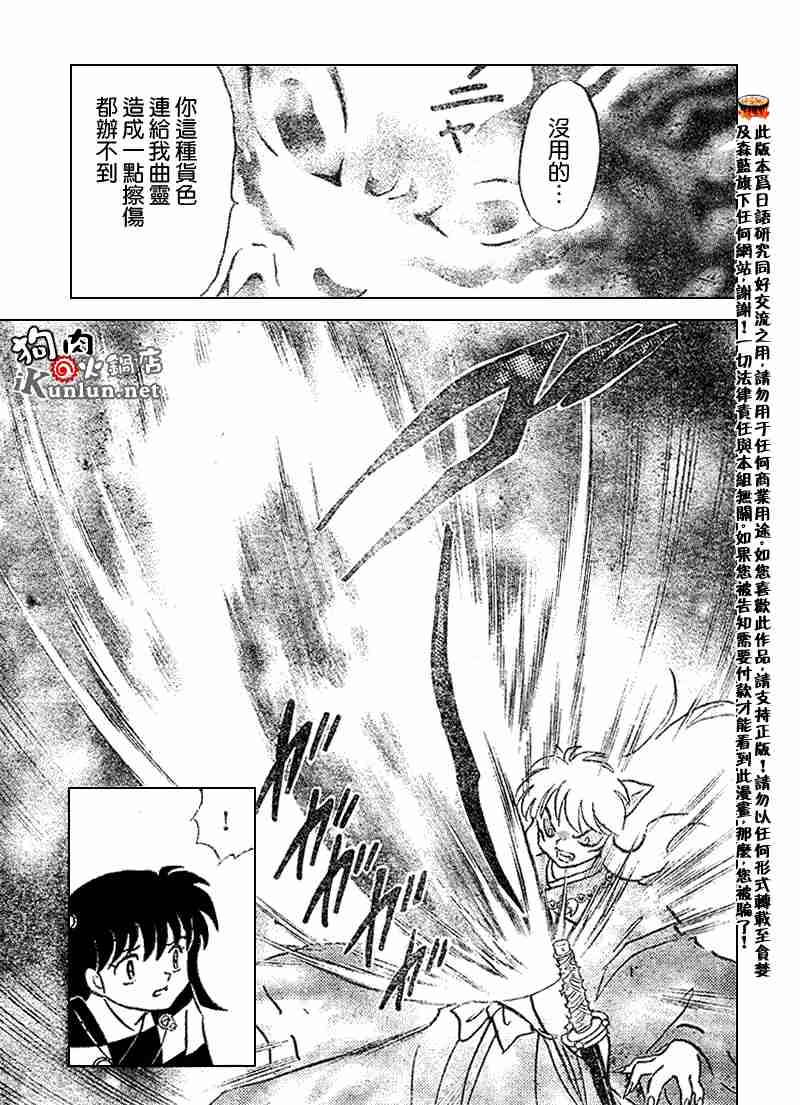 沒用的…
ニヤ
你這種貨色
連給我曲靈
造成一點擦傷
都辦不到
狗肉火鍋店
iKunlun.net
！
ズズズズ
此版本爲日語研究同好交流之用，請勿用于任何商業用途。如您喜歡此作品，請支持正版！請勿以任何形式轉載至貪婪
及森藍旗下任何網站，謝謝！一切法律責任與本組無關。如果您被告知需要付款才能看到此漫畫，那麼，您被騙了！